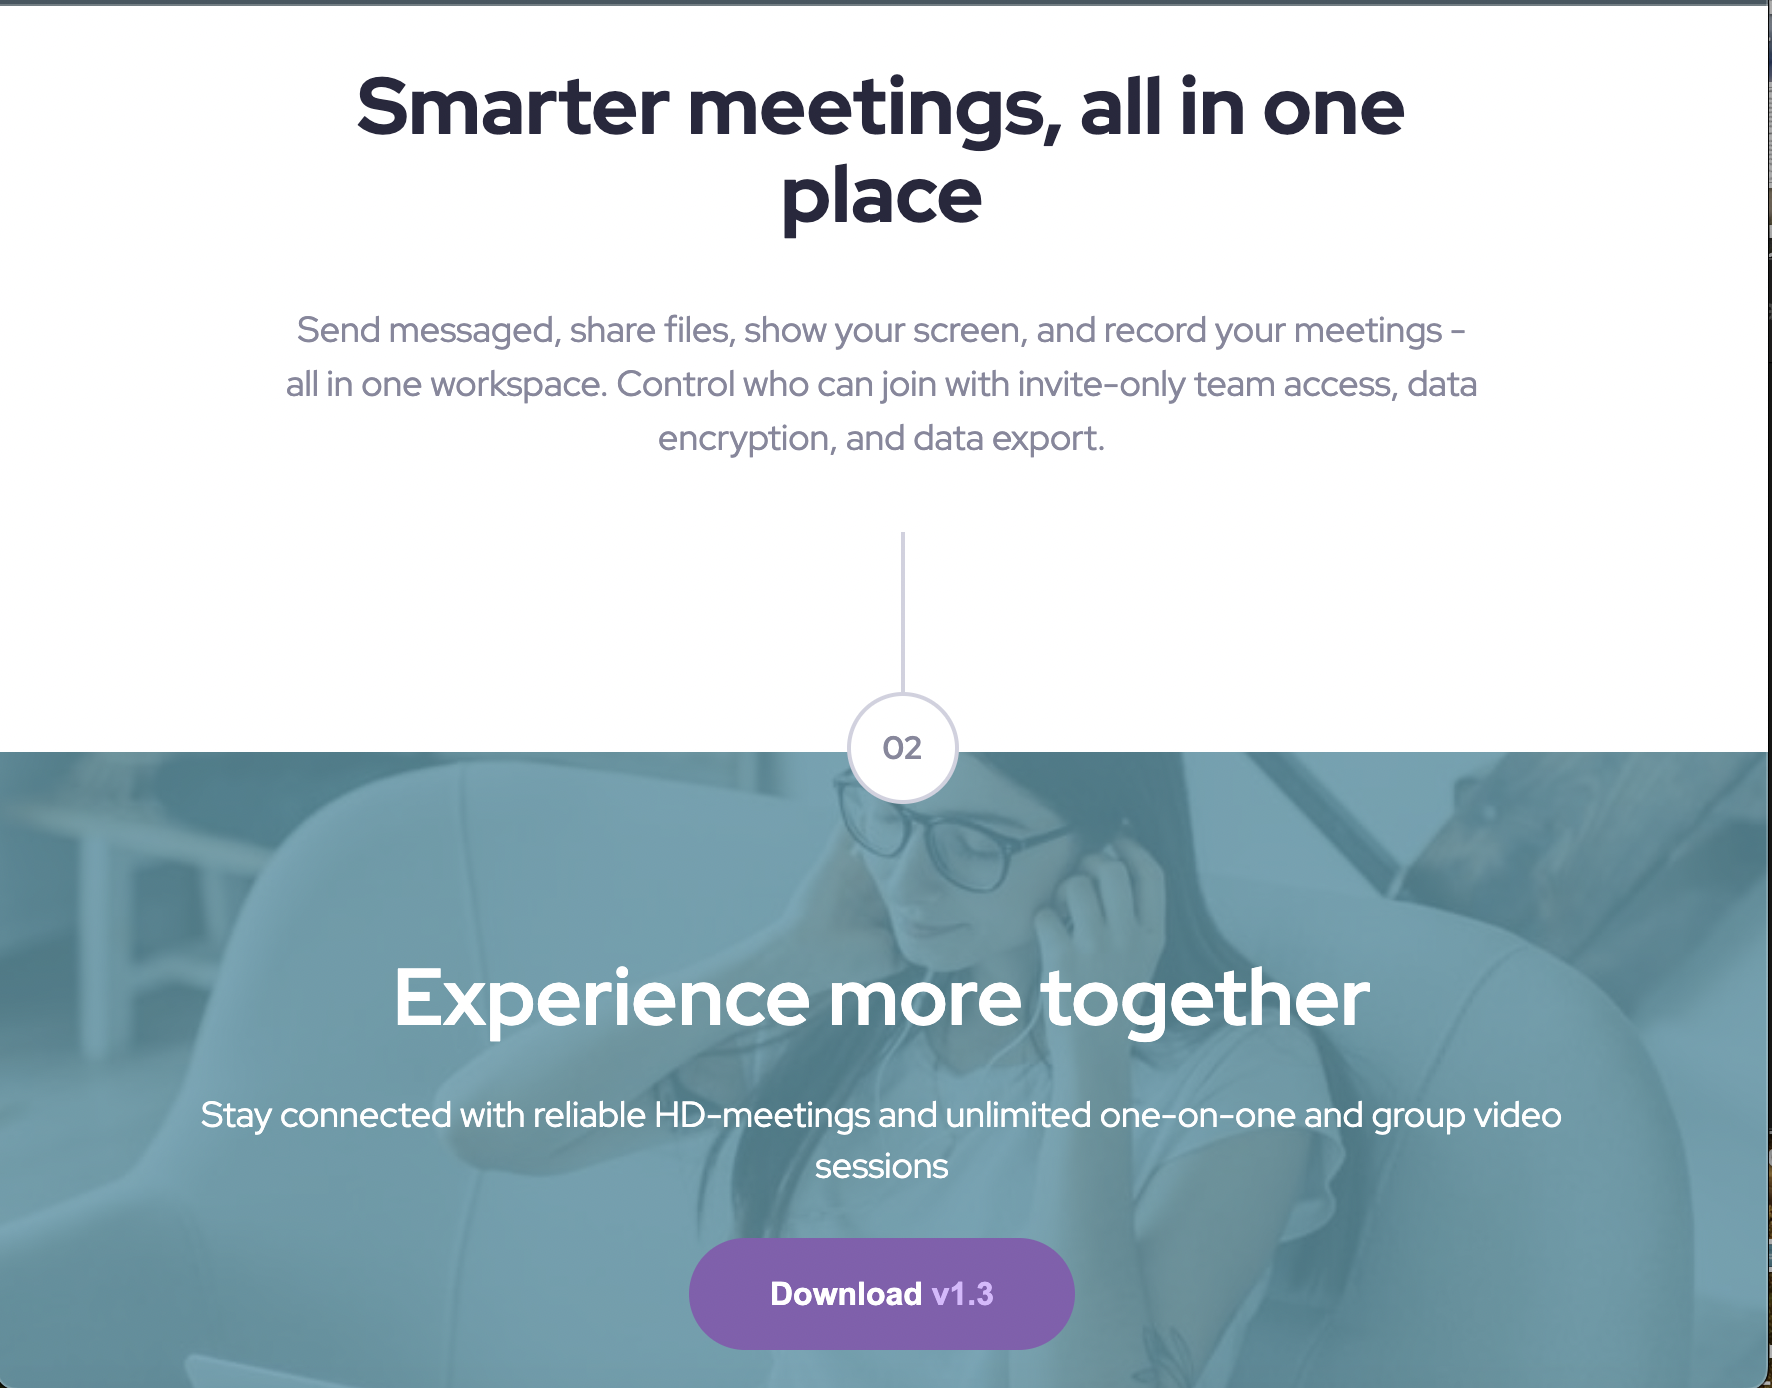 Smarter meetings, all in one
place
Send messaged, share files, show your screen, and record your meetings -
all in one workspace. Control who can join with invite-only team access, data
encryption, and data export.
02
Experience more together
Stay connected with reliable HD-meetings and unlimited one-on-one and group video
sessions
Download v1.3